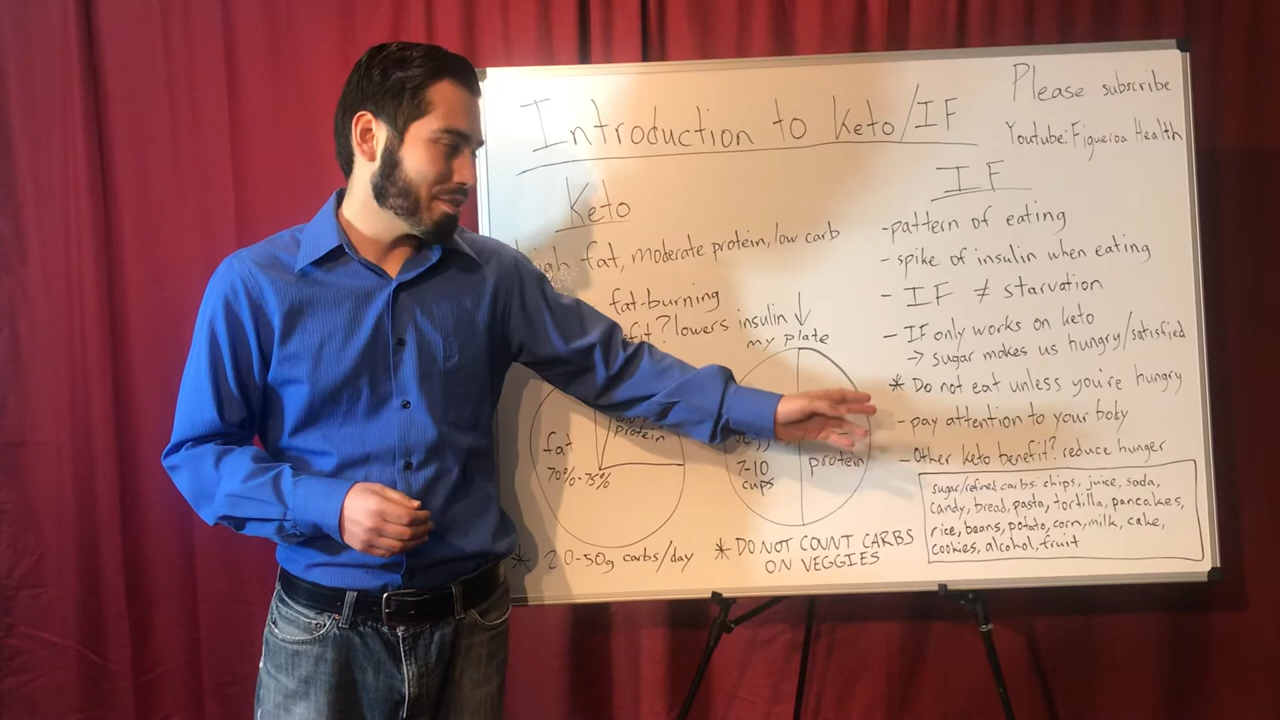 Introduction to Keto/IF
Please subscribe
Youtube: Figueroa Health
Keto
high fat, moderate protein, low carb
fat-burning
lowers insulin ↓
fat
70%-75%
protein
* 20-50g carbs/day
my plate
7-10
cups
protein
* DO NOT COUNT CARBS
ON VEGGIES
IF
- pattern of eating
- spike of insulin when eating
- IF ≠ starvation
- IF only works on keto
→ sugar makes us hungry/satisfied
* Do not eat unless you're hungry
- pay attention to your body
- Other keto benefit? reduce hunger
sugar/refined carbs: chips, juice, soda,
candy, bread, pasta, tortilla, pancakes,
rice, beans, potato, corn, milk, cake,
cookies, alcohol, fruit